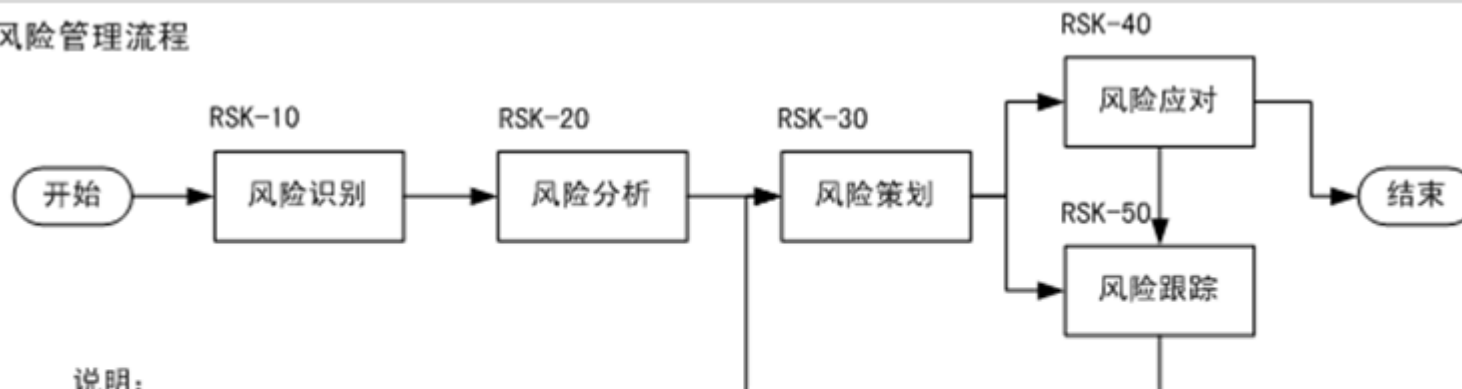 风险管理流程
RSK-40
风险应对
RSK-10
RSK-20
RSK-30
开始
风险识别
风险分析
风险策划
结束
RSK-50
风险跟踪
说明: